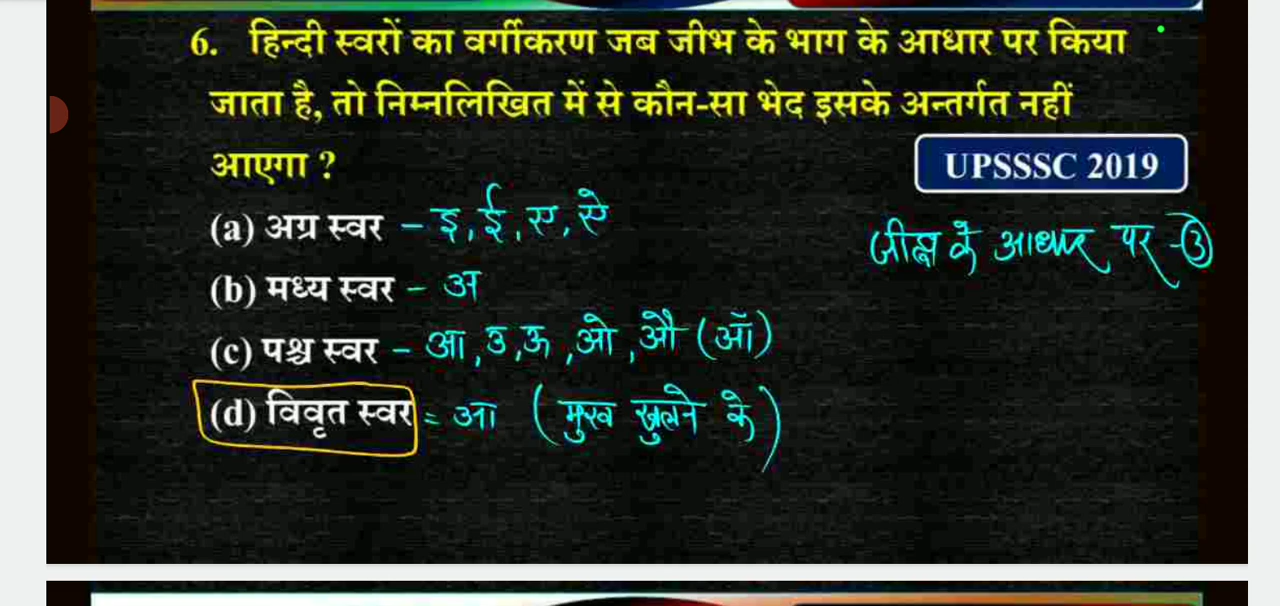 6. हिन्दी स्वरों का वर्गीकरण जब जीभ के भाग के आधार पर किया
जाता है, तो निम्नलिखित में से कौन-सा भेद इसके अन्तर्गत नहीं
आएगा ?
UPSSSC 2019
(a) अग्र स्वर – इ, ई, ए, ऐ
जीभ के आधार पर - ③
(b) मध्य स्वर – अ
(c) पश्च स्वर – आ, उ, ऊ, ओ, औ (ऑ)
(d) विवृत स्वर = आ (मुख खुलने के)